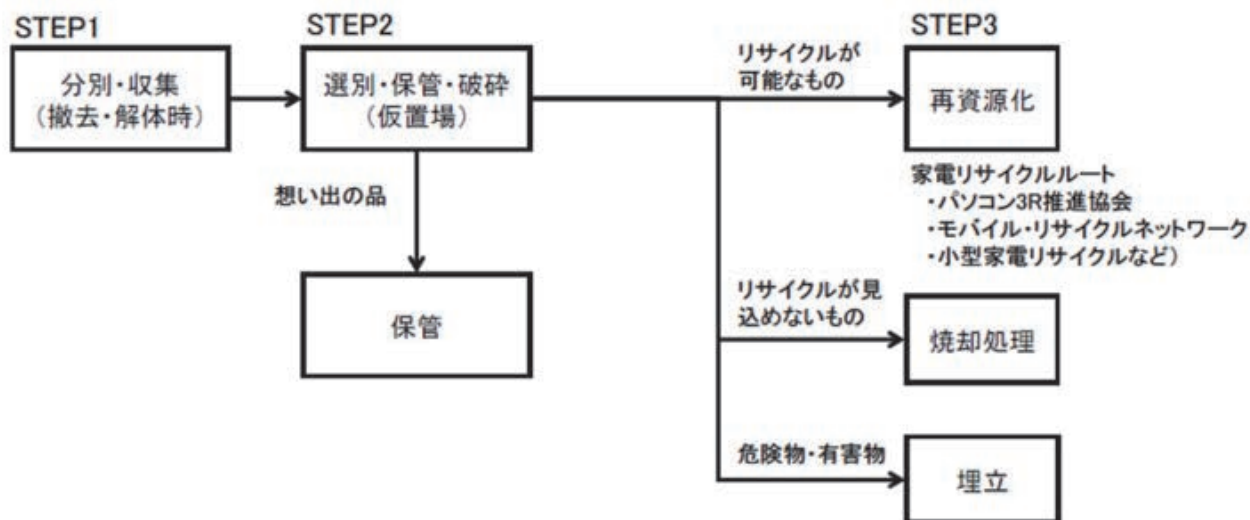 STEP1
分別・収集
(撤去・解体時)
STEP2
選別・保管・破砕
(仮置場)
想い出の品
保管
リサイクルが
可能なもの
STEP3
再資源化
家電リサイクルルート
・パソコン3R推進協会
・モバイル・リサイクルネットワーク
・小型家電リサイクルなど)
リサイクルが見
込めないもの
焼却処理
危険物・有害物
埋立